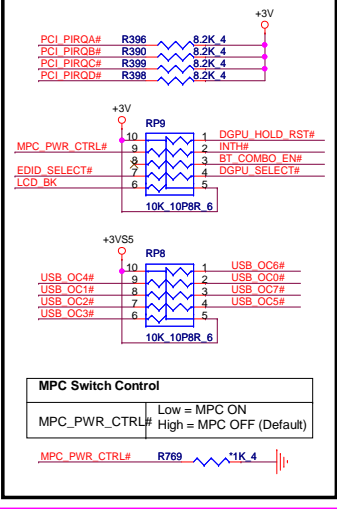 +3V
PCI_PIRQA# R396 8.2K_4
PCI_PIRQB# R390 8.2K_4
PCI_PIRQC# R399 8.2K_4
PCI_PIRQD# R398 8.2K_4
+3V
RP9
10 1 DGPU_HOLD_RST#
MPC_PWR_CTRL# 9 2 INTH#
8 3 BT_COMBO_EN#
EDID_SELECT# 7 4 DGPU_SELECT#
LCD_BK 6 5
10K_10P8R_6
+3VS5
RP8
10 1 USB_OC6#
USB_OC4# 9 2 USB_OC0#
USB_OC1# 8 3 USB_OC7#
USB_OC2# 7 4 USB_OC5#
USB_OC3# 6 5
10K_10P8R_6
MPC Switch Control
MPC_PWR_CTRL# Low = MPC ON
High = MPC OFF (Default)
MPC_PWR_CTRL# R769 *1K_4